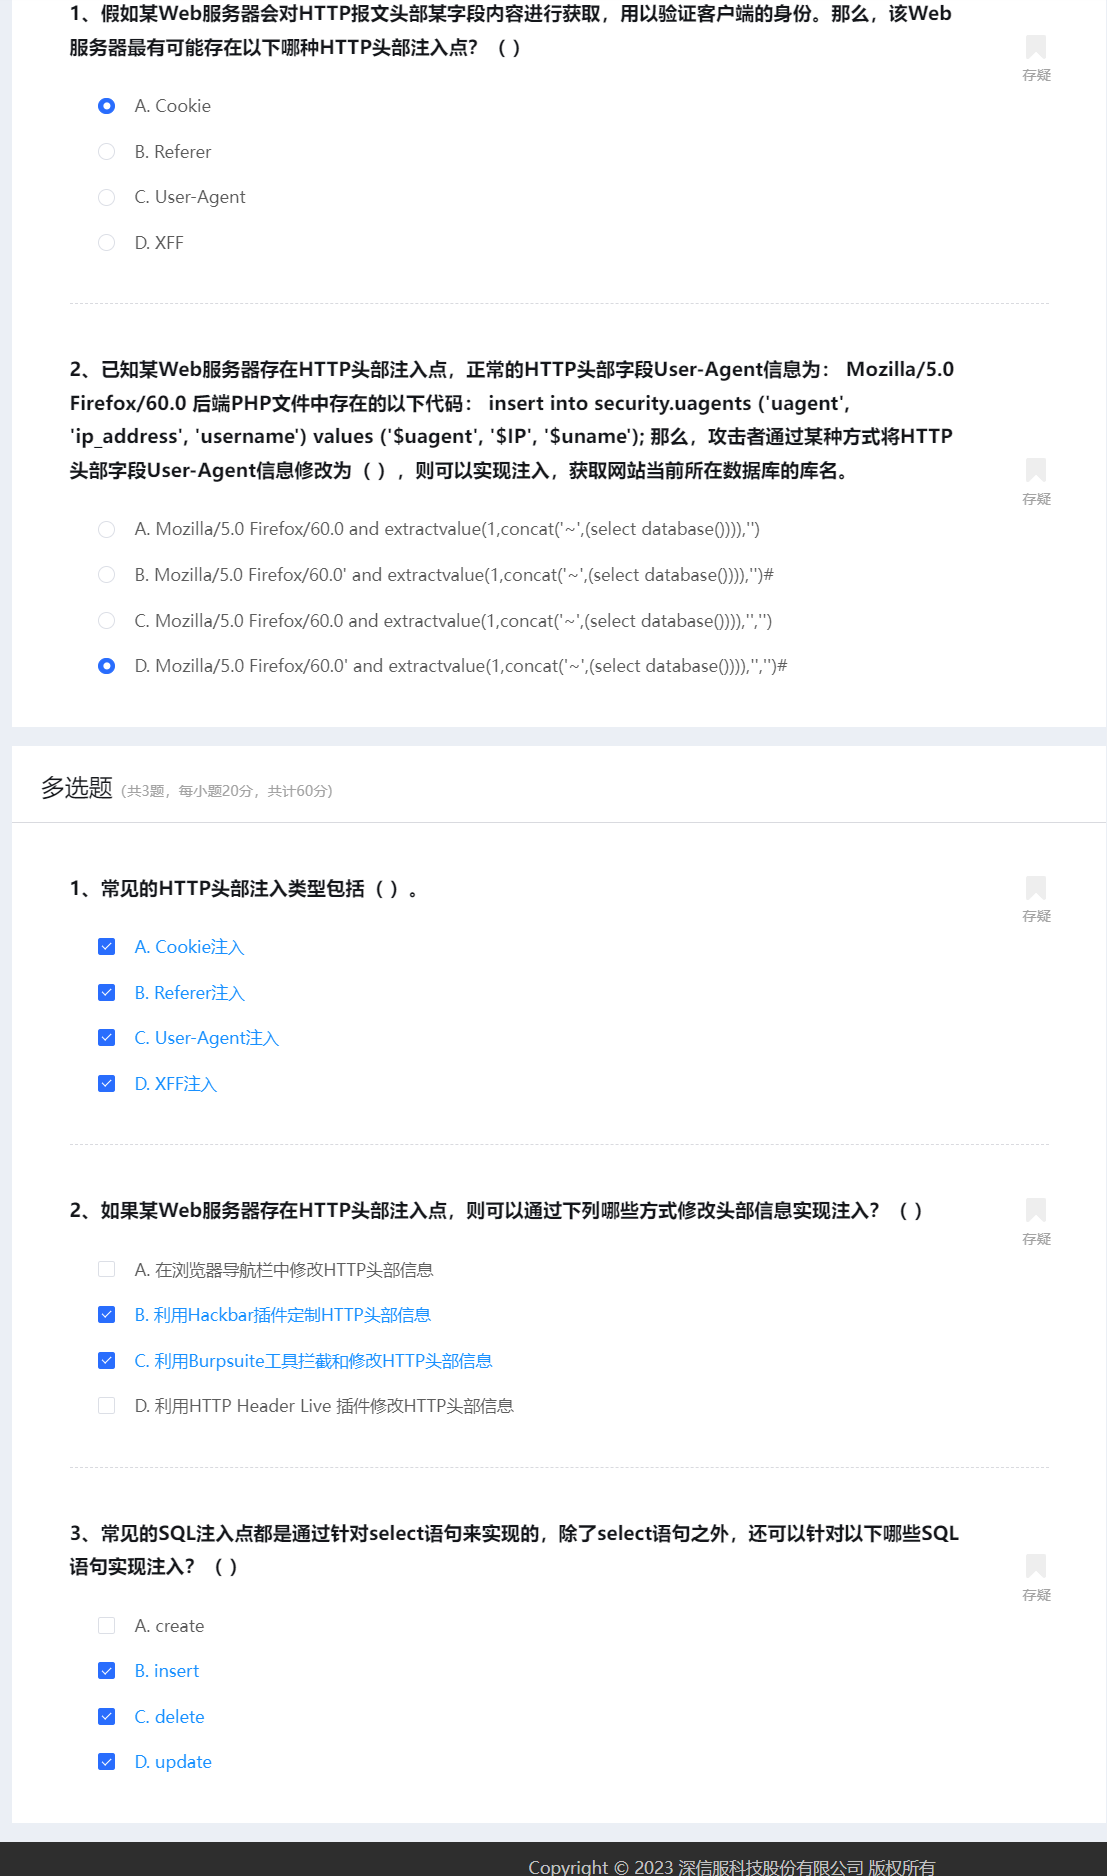 1、假如某Web服务器会对HTTP报文头部某字段内容进行获取，用以验证客户端的身份。那么，该Web
服务器最有可能存在以下哪种HTTP头部注入点？（ ）
存疑
A. Cookie
B. Referer
C. User-Agent
D. XFF
2、已知某Web服务器存在HTTP头部注入点，正常的HTTP头部字段User-Agent信息为： Mozilla/5.0
Firefox/60.0 后端PHP文件中存在的以下代码： insert into security.uagents ('uagent',
'ip_address', 'username') values ('$uagent', '$IP', '$uname'); 那么，攻击者通过某种方式将HTTP
头部字段User-Agent信息修改为（ ），则可以实现注入，获取网站当前所在数据库的库名。
存疑
A. Mozilla/5.0 Firefox/60.0 and extractvalue(1,concat('~',(select database()))),'')
B. Mozilla/5.0 Firefox/60.0' and extractvalue(1,concat('~',(select database()))),'')#
C. Mozilla/5.0 Firefox/60.0 and extractvalue(1,concat('~',(select database()))),'','')
D. Mozilla/5.0 Firefox/60.0' and extractvalue(1,concat('~',(select database()))),'','')#
多选题（共3题，每小题20分，共计60分）
1、常见的HTTP头部注入类型包括（ ）。
存疑
A. Cookie注入
B. Referer注入
C. User-Agent注入
D. XFF注入
2、如果某Web服务器存在HTTP头部注入点，则可以通过下列哪些方式修改头部信息实现注入？（ ）
存疑
A. 在浏览器导航栏中修改HTTP头部信息
B. 利用Hackbar插件定制HTTP头部信息
C. 利用Burpsuite工具拦截和修改HTTP头部信息
D. 利用HTTP Header Live 插件修改HTTP头部信息
3、常见的SQL注入点都是通过针对select语句来实现的，除了select语句之外，还可以针对以下哪些SQL
语句实现注入？（ ）
存疑
A. create
B. insert
C. delete
D. update
Copyright © 2023 深信服科技股份有限公司 版权所有